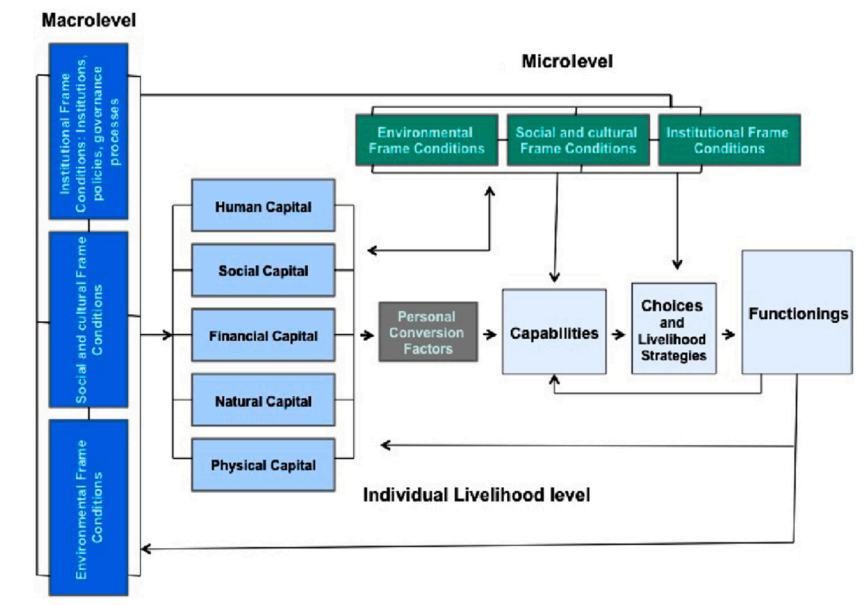 Macrolevel
Institutional Frame
Conditions: Institutions,
policies, governance
processes
Social and cultural Frame
Conditions
Environmental Frame
Conditions
Microlevel
Environmental
Frame Conditions
Social and cultural
Frame Conditions
Institutional Frame
Conditions
Human Capital
Social Capital
Financial Capital
Natural Capital
Physical Capital
Personal
Conversion
Factors
Capabilities
Choices
and
Livelihood
Strategies
Functionings
Individual Livelihood level